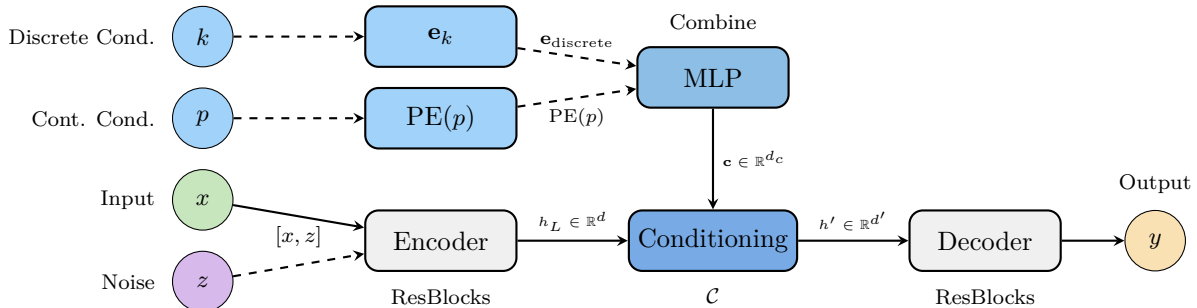 Combine
Discrete Cond.
k
e_k
e_discrete
MLP
Cont. Cond.
p
PE(p)
PE(p)
c ∈ ℝ^{d_c}
Input
x
Output
[x, z]
Encoder
h_L ∈ ℝ^d
Conditioning
h′ ∈ ℝ^{d′}
Decoder
y
Noise
z
ResBlocks
𝒞
ResBlocks